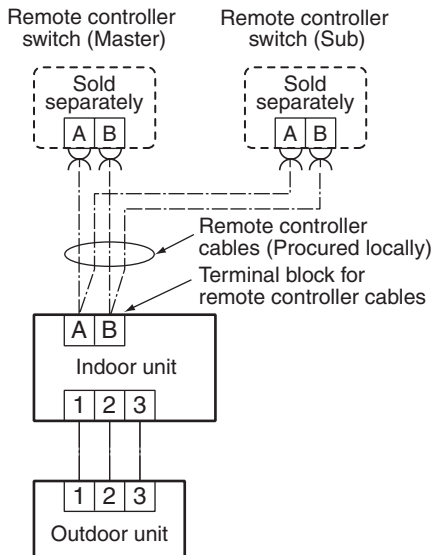 Remote controller
switch (Master)
Remote controller
switch (Sub)
Sold
separately
A B
Sold
separately
A B
Remote controller
cables (Procured locally)
Terminal block for
remote controller cables
A B
Indoor unit
1 2 3
1 2 3
Outdoor unit